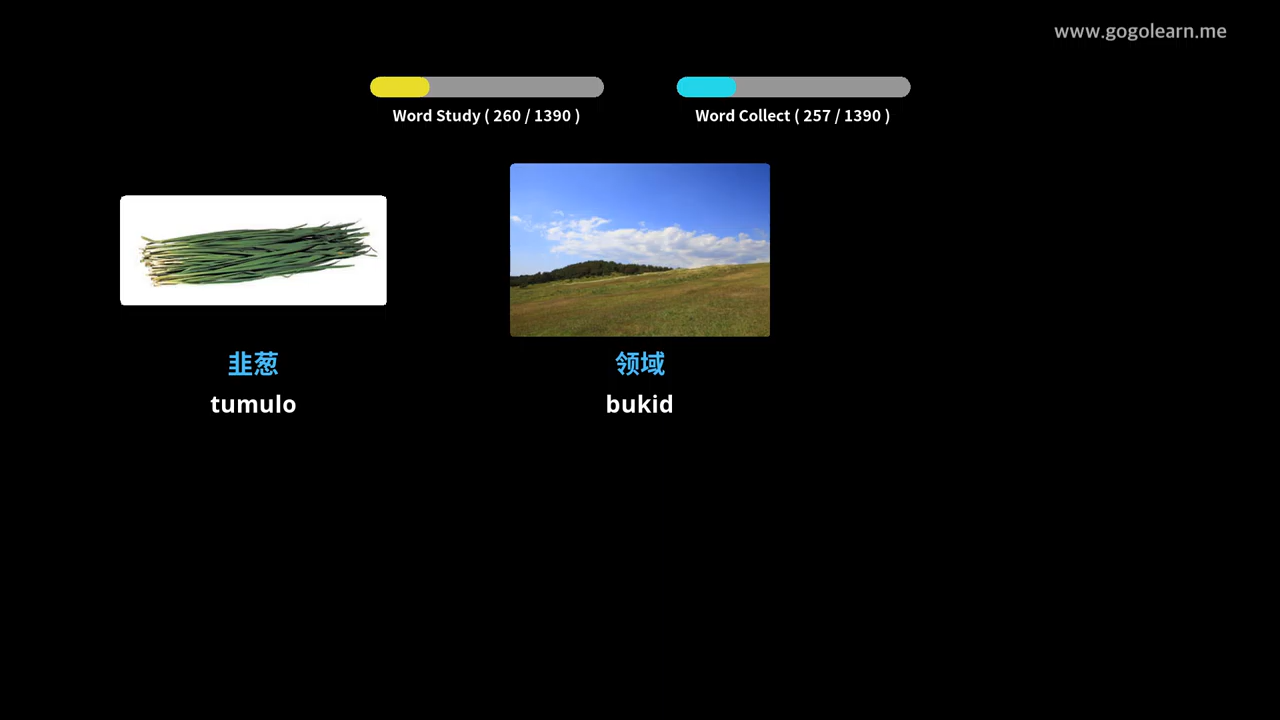 www.gogolearn.me
Word Study ( 260 / 1390 )
Word Collect ( 257 / 1390 )
韭葱
tumulo
领域
bukid